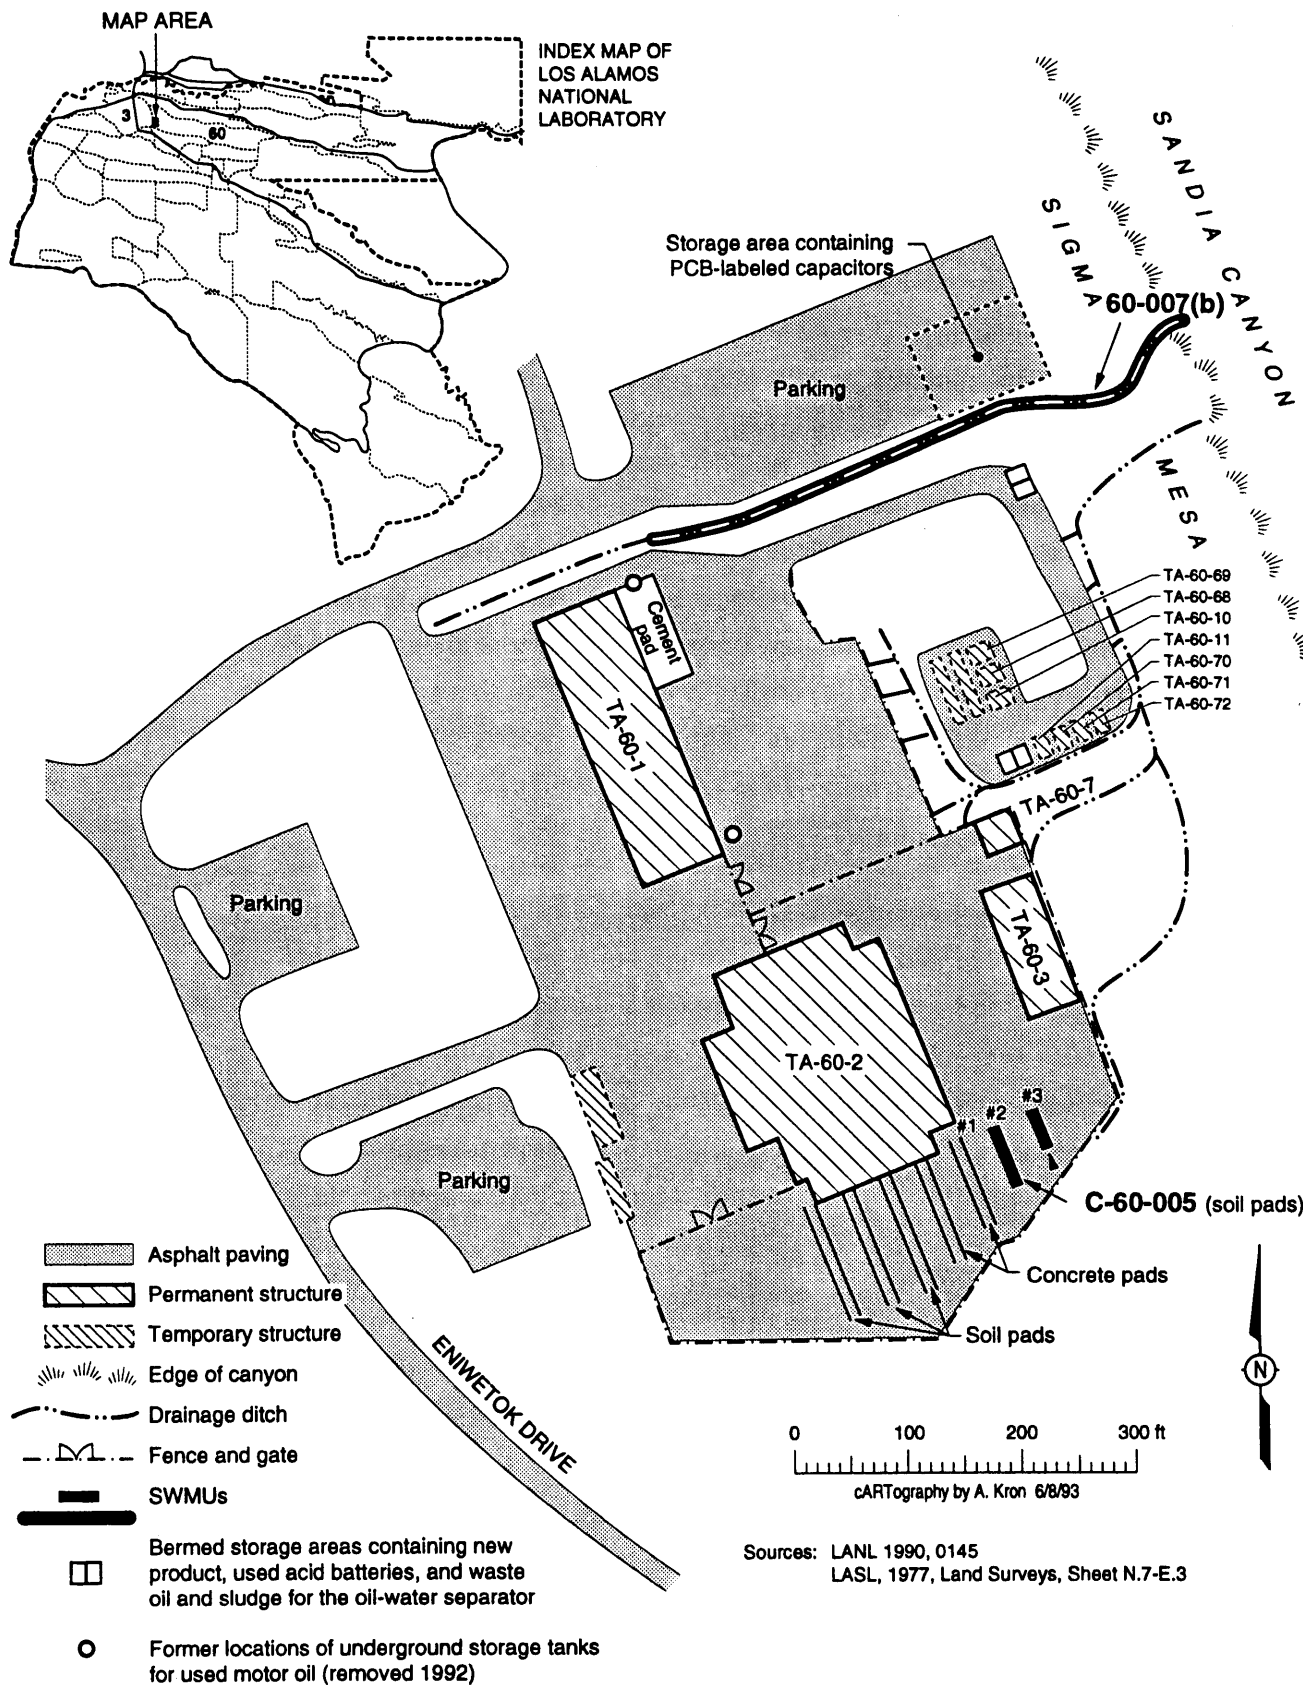 MAP AREA
INDEX MAP OF
LOS ALAMOS
NATIONAL
LABORATORY
3
60
SANDIA CANYON
SIGMA
MESA
Storage area containing
PCB-labeled capacitors
60-007(b)
Parking
TA-60-69
TA-60-68
TA-60-10
TA-60-11
TA-60-70
TA-60-71
TA-60-72
Cement
pad
TA-60-1
TA-60-7
Parking
TA-60-3
TA-60-2
#1
#2
#3
Parking
C-60-005 (soil pads)
Concrete pads
Soil pads
ENIWETOK DRIVE
Asphalt paving
Permanent structure
Temporary structure
Edge of canyon
Drainage ditch
Fence and gate
SWMUs
Bermed storage areas containing new
product, used acid batteries, and waste
oil and sludge for the oil-water separator
Former locations of underground storage tanks
for used motor oil (removed 1992)
N
0 100 200 300 ft
cARTography by A. Kron 6/8/93
Sources: LANL 1990, 0145
LASL, 1977, Land Surveys, Sheet N.7-E.3